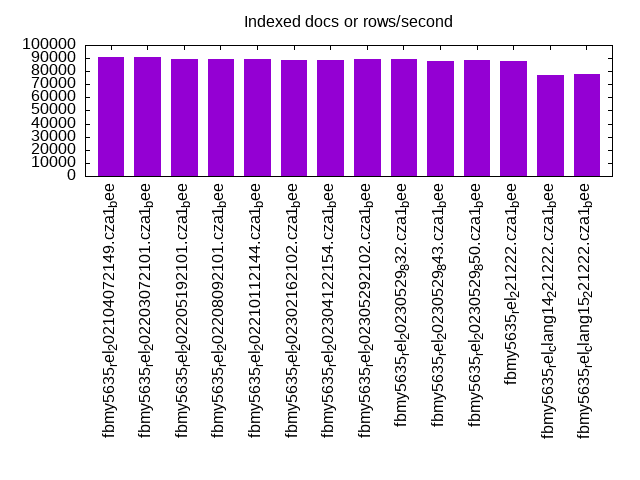 Indexed docs or rows/second
100000
90000
80000
70000
60000
50000
40000
30000
20000
10000
0
fbmy5635rel202104072149.cza1bee
fbmy5635rel202203072101.cza1bee
fbmy5635rel202205192101.cza1bee
fbmy5635rel202208092101.cza1bee
fbmy5635rel202210112144.cza1bee
fbmy5635rel202302162102.cza1bee
fbmy5635rel202304122154.cza1bee
fbmy5635rel202305292102.cza1bee
fbmy5635rel20230529832.cza1bee
fbmy5635rel20230529843.cza1bee
fbmy5635rel20230529850.cza1bee
fbmy5635rel221222.cza1bee
fbmy5635relclang14221222.cza1bee
fbmy5635relclang15221222.cza1bee